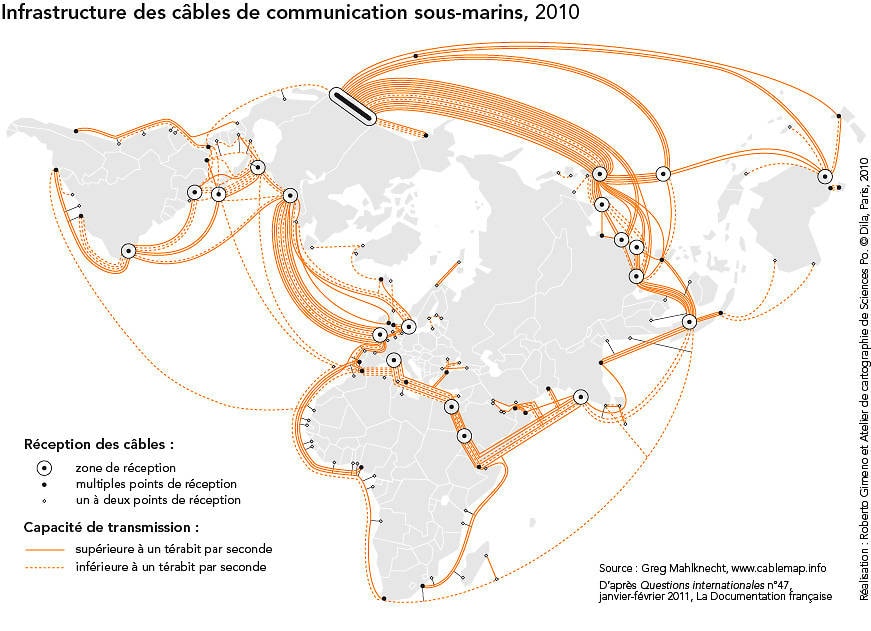 Infrastructure des câbles de communication sous-marins, 2010
Réception des câbles :
zone de réception
multiples points de réception
un à deux points de réception
Capacité de transmission :
supérieure à un térabit par seconde
inférieure à un térabit par seconde
Source : Greg Mahlknecht, www.cablemap.info
D'après Questions internationales n°47,
janvier-février 2011, La Documentation française
Réalisation : Roberto Gimeno et Atelier de cartographie de Sciences Po. © Dila, Paris, 2010